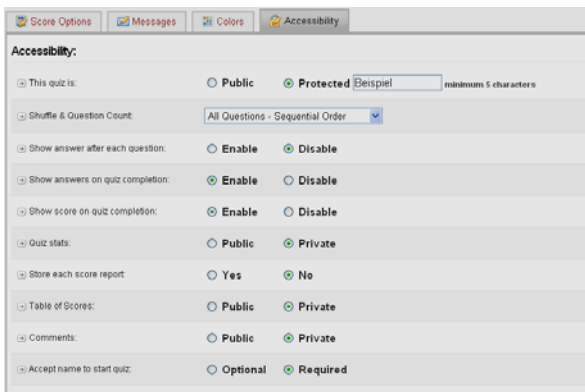 Score Options Messages Colors Accessibility
Accessibility:
This quiz is: Public Protected Beispiel minimum 5 characters
Shuffle & Question Count: All Questions - Sequential Order
Show answer after each question: Enable Disable
Show answers on quiz completion: Enable Disable
Show score on quiz completion: Enable Disable
Quiz stats: Public Private
Store each score report: Yes No
Table of Scores: Public Private
Comments: Public Private
Accept name to start quiz: Optional Required